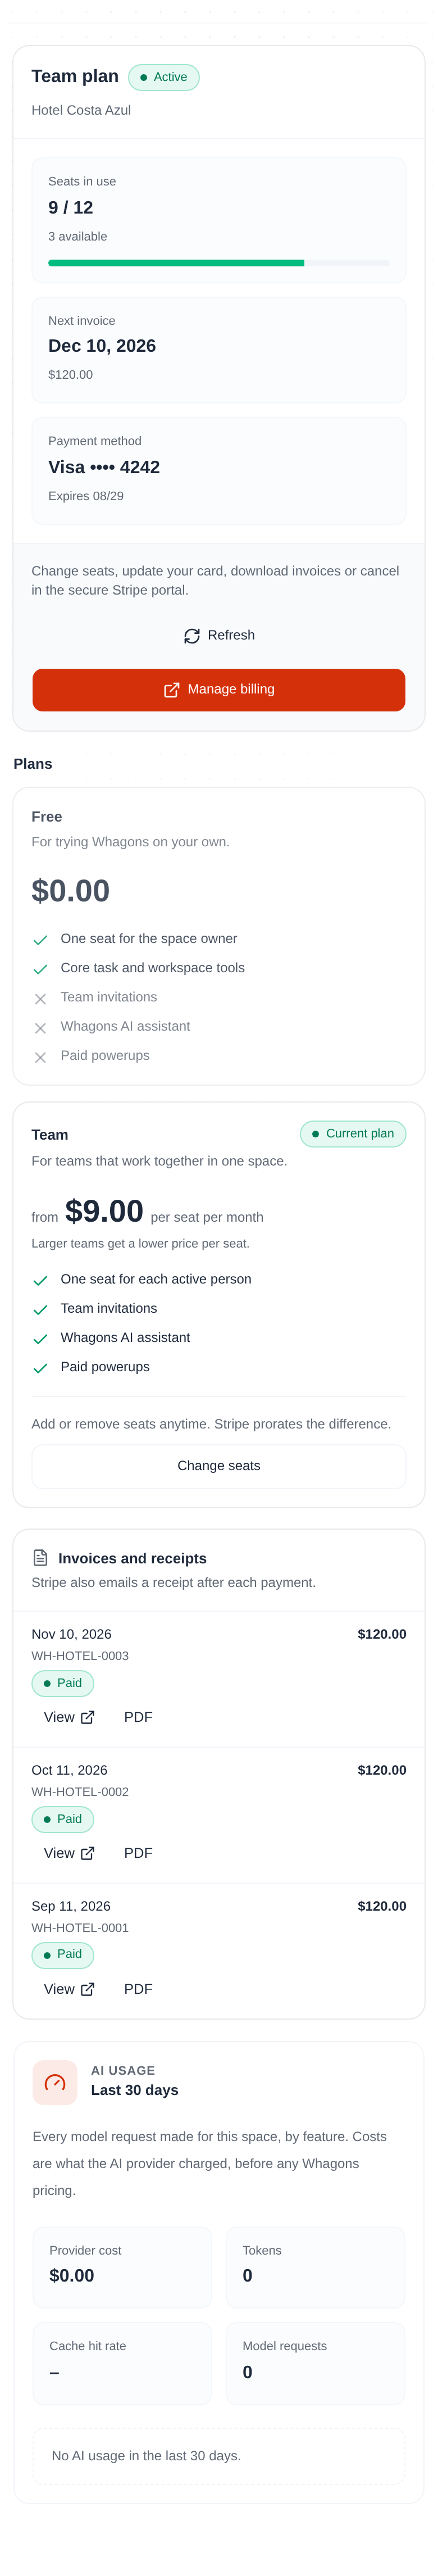 Team plan
Active
Hotel Costa Azul
Seats in use
9 / 12
3 available
Next invoice
Dec 10, 2026
$120.00
Payment method
Visa •••• 4242
Expires 08/29
Change seats, update your card, download invoices or cancel
in the secure Stripe portal.
Refresh
Manage billing
Plans
Free
For trying Whagons on your own.
$0.00
One seat for the space owner
Core task and workspace tools
Team invitations
Whagons AI assistant
Paid powerups
Team
Current plan
For teams that work together in one space.
from $9.00 per seat per month
Larger teams get a lower price per seat.
One seat for each active person
Team invitations
Whagons AI assistant
Paid powerups
Add or remove seats anytime. Stripe prorates the difference.
Change seats
Invoices and receipts
Stripe also emails a receipt after each payment.
Nov 10, 2026 $120.00
WH-HOTEL-0003
Paid
View PDF
Oct 11, 2026 $120.00
WH-HOTEL-0002
Paid
View PDF
Sep 11, 2026 $120.00
WH-HOTEL-0001
Paid
View PDF
AI USAGE
Last 30 days
Every model request made for this space, by feature. Costs
are what the AI provider charged, before any Whagons
pricing.
Provider cost
$0.00
Tokens
0
Cache hit rate
–
Model requests
0
No AI usage in the last 30 days.